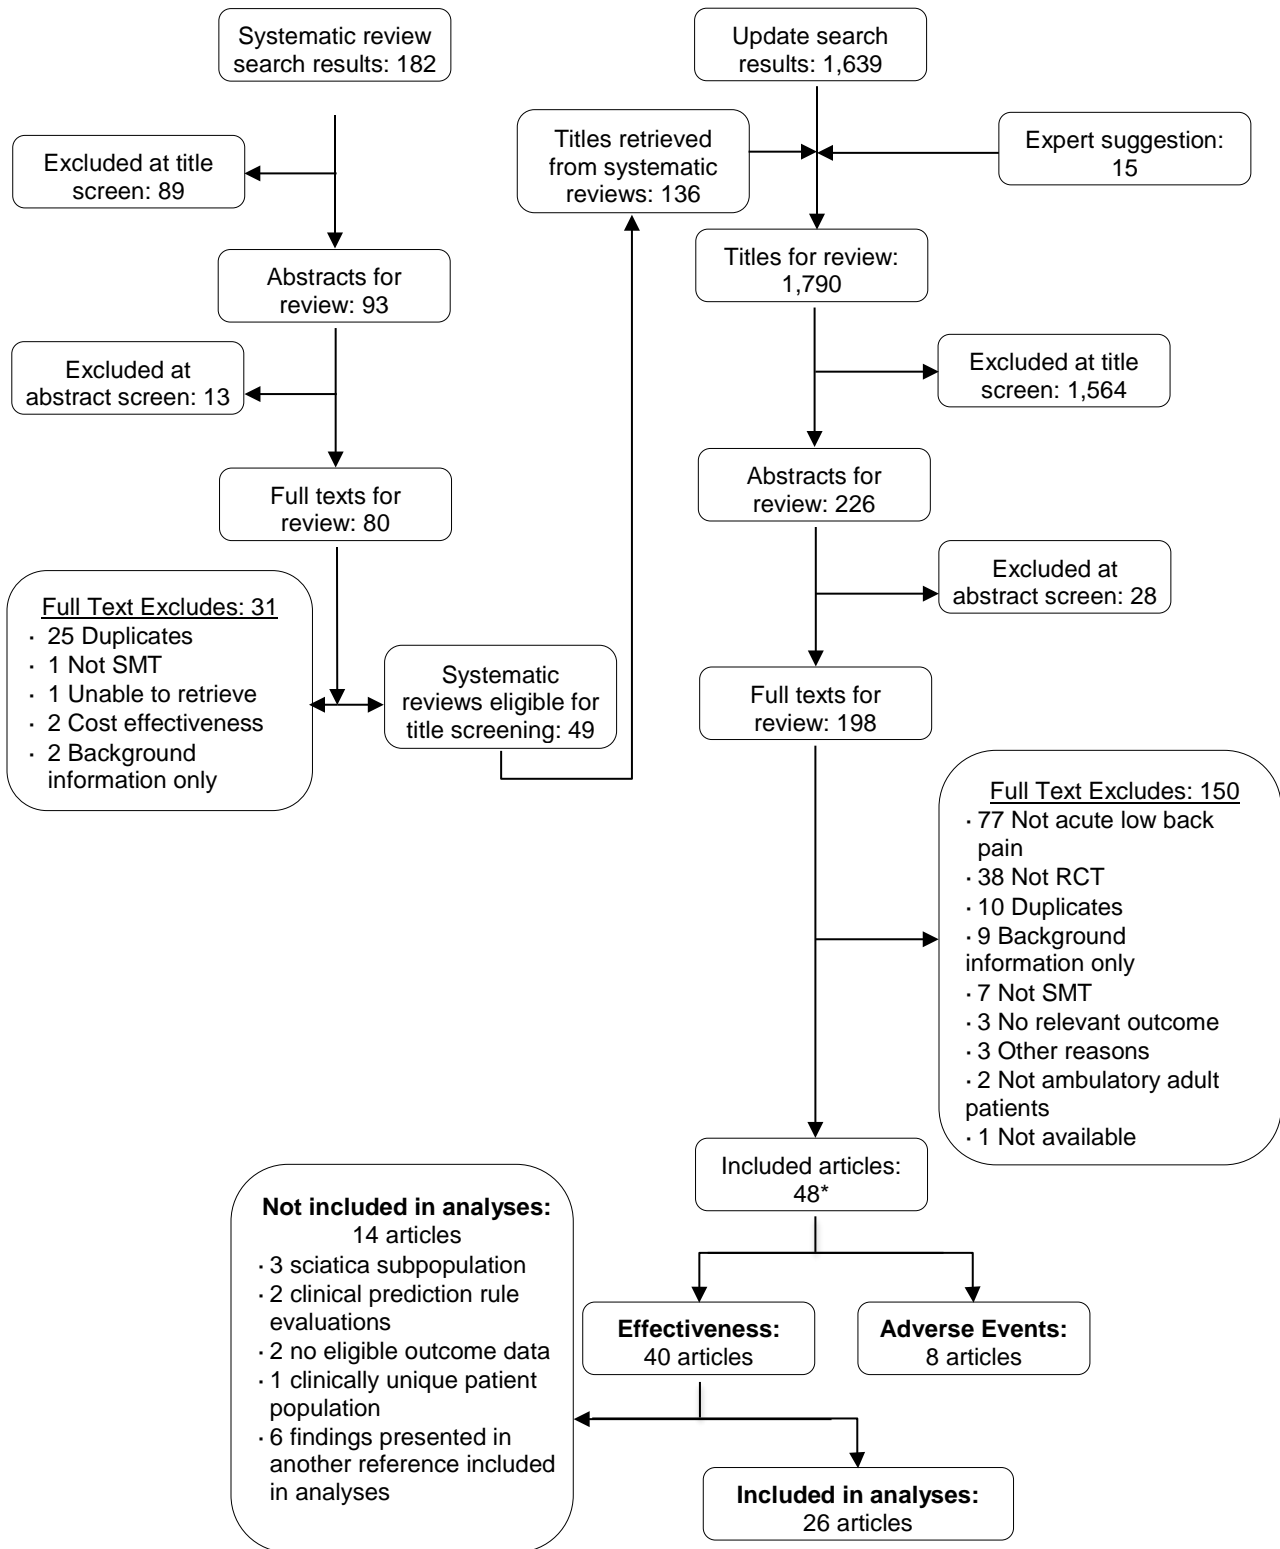 Systematic review
search results: 182
Update search
results: 1,639
Excluded at title
screen: 89
Titles retrieved
from systematic
reviews: 136
Expert suggestion:
15
Abstracts for
review: 93
Titles for review:
1,790
Excluded at
abstract screen: 13
Excluded at title
screen: 1,564
Full texts for
review: 80
Abstracts for
review: 226
Excluded at
abstract screen: 28
Full Text Excludes: 31
· 25 Duplicates
· 1 Not SMT
· 1 Unable to retrieve
· 2 Cost effectiveness
· 2 Background
information only
Systematic
reviews eligible for
title screening: 49
Full texts for
review: 198
Full Text Excludes: 150
· 77 Not acute low back
pain
· 38 Not RCT
· 10 Duplicates
· 9 Background
information only
· 7 Not SMT
· 3 No relevant outcome
· 3 Other reasons
· 2 Not ambulatory adult
patients
· 1 Not available
Included articles:
48*
Not included in analyses:
14 articles
· 3 sciatica subpopulation
· 2 clinical prediction rule
evaluations
· 2 no eligible outcome data
· 1 clinically unique patient
population
· 6 findings presented in
another reference included
in analyses
Effectiveness:
40 articles
Adverse Events:
8 articles
Included in analyses:
26 articles